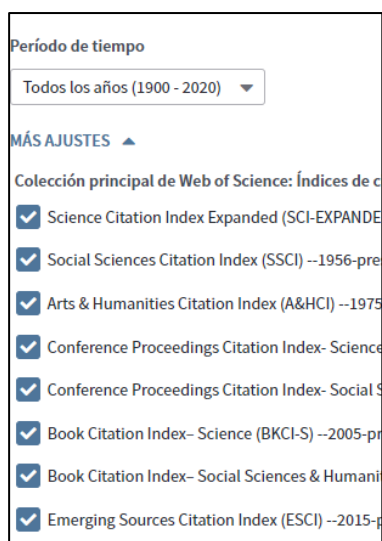 Período de tiempo
Todos los años (1900 - 2020)
MÁS AJUSTES
Colección principal de Web of Science: Índices de c
Science Citation Index Expanded (SCI-EXPANDE
Social Sciences Citation Index (SSCI) --1956-pre
Arts & Humanities Citation Index (A&HCI) --1975
Conference Proceedings Citation Index- Science
Conference Proceedings Citation Index- Social S
Book Citation Index– Science (BKCI-S) --2005-pr
Book Citation Index– Social Sciences & Humanit
Emerging Sources Citation Index (ESCI) --2015-p